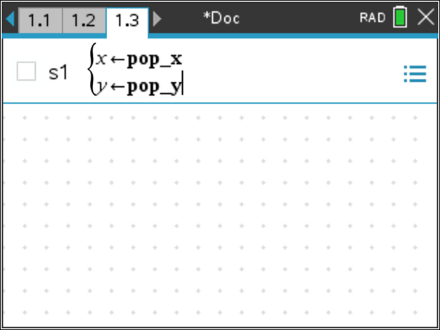 1.1 1.2 1.3 *Doc RAD
s1 {x←pop_x
y←pop_y